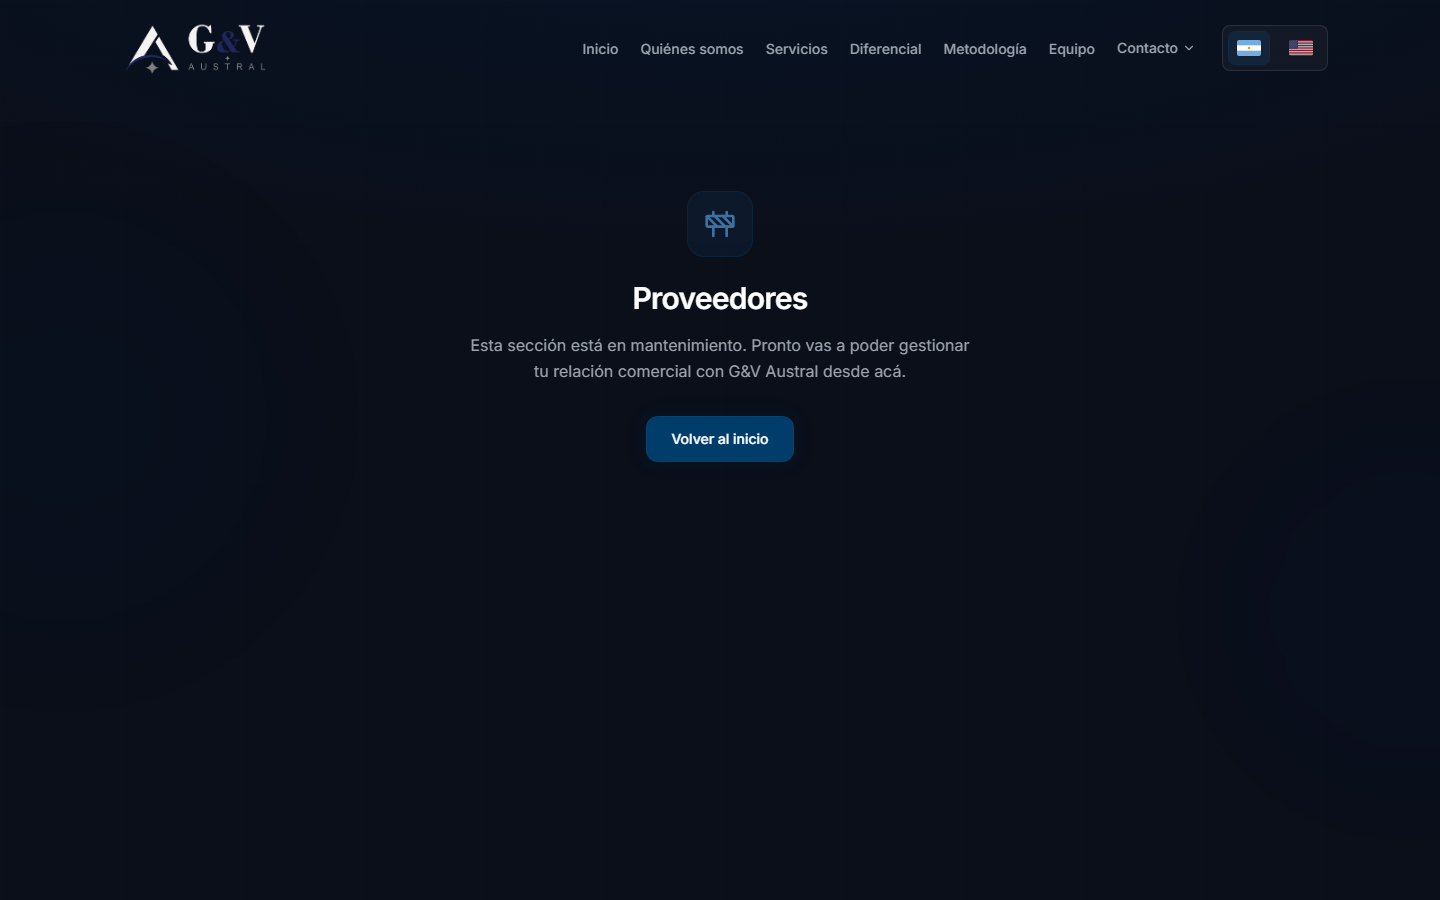 G&V
AUSTRAL
Inicio Quiénes somos Servicios Diferencial Metodología Equipo Contacto
Proveedores
Esta sección está en mantenimiento. Pronto vas a poder gestionar
tu relación comercial con G&V Austral desde acá.
Volver al inicio